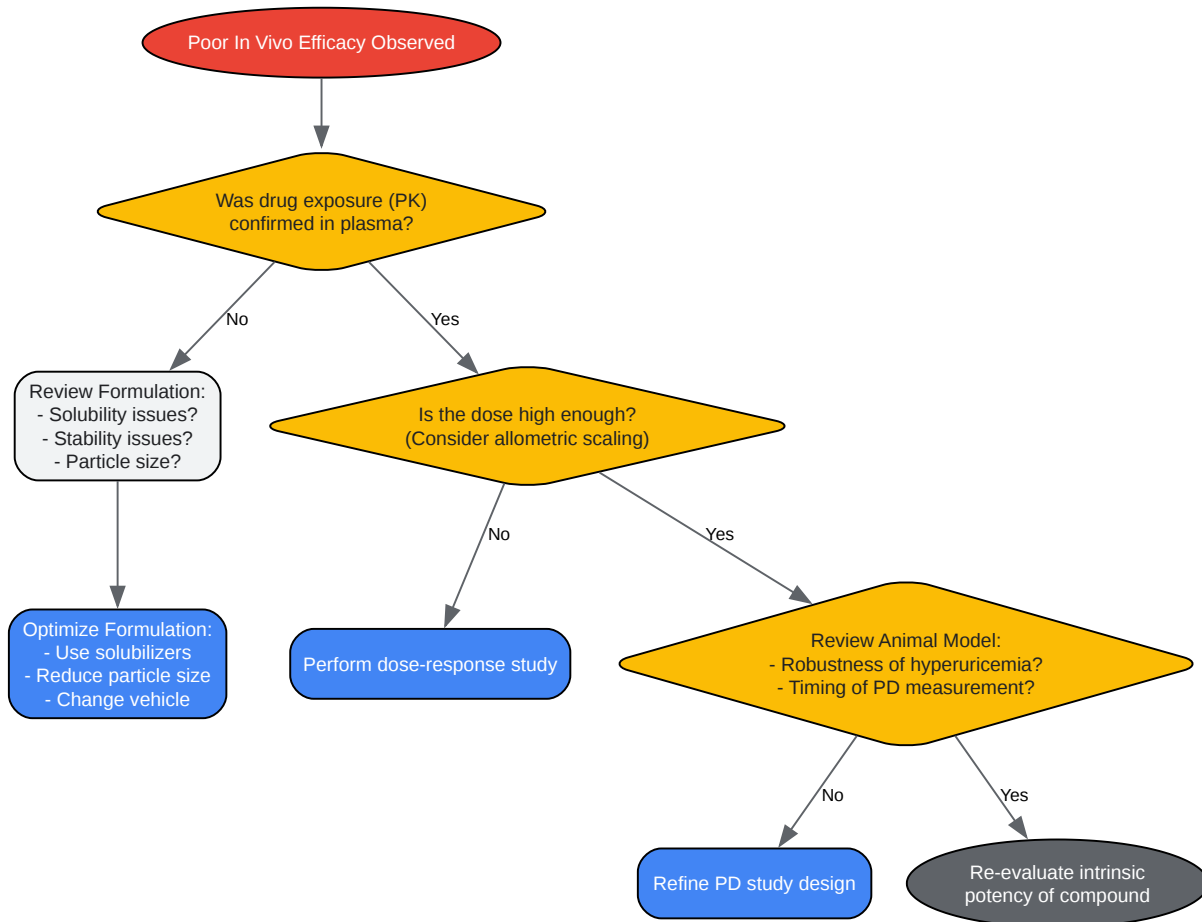 Poor In Vivo Efficacy Observed
Was drug exposure (PK)
confirmed in plasma?
No
Yes
Review Formulation:
- Solubility issues?
- Stability issues?
- Particle size?
Is the dose high enough?
(Consider allometric scaling)
No
Yes
Optimize Formulation:
- Use solubilizers
- Reduce particle size
- Change vehicle
Perform dose-response study
Review Animal Model:
- Robustness of hyperuricemia?
- Timing of PD measurement?
No
Yes
Refine PD study design
Re-evaluate intrinsic
potency of compound